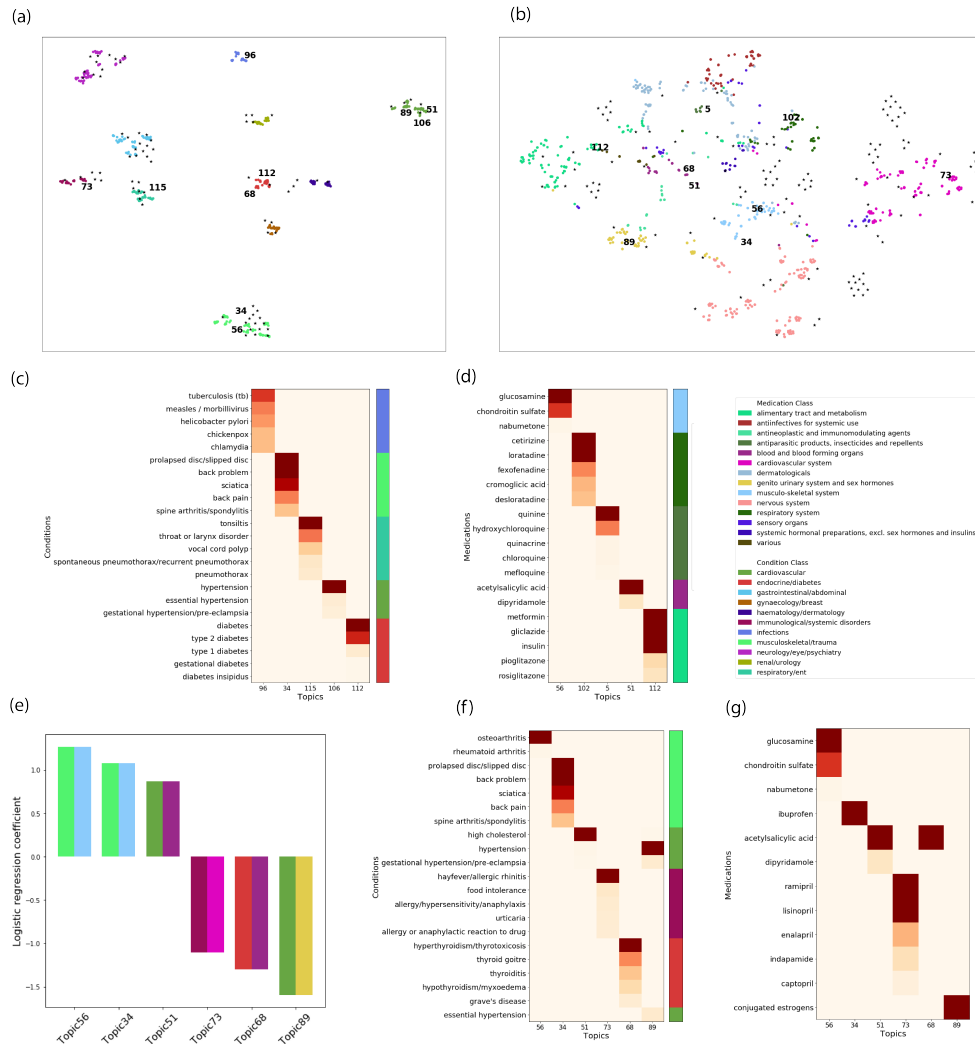 (a)
96
89
51
106
112
73
115
68
34
56
(b)
5
102
112
68
51
73
56
89
34
(c)
Conditions
tuberculosis (tb)
measles / morbillivirus
helicobacter pylori
chickenpox
chlamydia
prolapsed disc/slipped disc
back problem
sciatica
back pain
spine arthritis/spondylitis
tonsiltis
throat or larynx disorder
vocal cord polyp
spontaneous pneumothorax/recurrent pneumothorax
pneumothorax
hypertension
essential hypertension
gestational hypertension/pre-eclampsia
diabetes
type 2 diabetes
type 1 diabetes
gestational diabetes
diabetes insipidus
96 34 115 106 112
Topics
(d)
Medications
glucosamine
chondroitin sulfate
nabumetone
cetirizine
loratadine
fexofenadine
cromoglicic acid
desloratadine
quinine
hydroxychloroquine
quinacrine
chloroquine
mefloquine
acetylsalicylic acid
dipyridamole
metformin
gliclazide
insulin
pioglitazone
rosiglitazone
56 102 5 51 112
Topics
Medication Class
alimentary tract and metabolism
antiinfectives for systemic use
antineoplastic and immunomodulating agents
antiparasitic products, insecticides and repellents
blood and blood forming organs
cardiovascular system
dermatologicals
genito urinary system and sex hormones
musculo-skeletal system
nervous system
respiratory system
sensory organs
systemic hormonal preparations, excl. sex hormones and insulins
various
Condition Class
cardiovascular
endocrine/diabetes
gastrointestinal/abdominal
gynaecology/breast
haematology/dermatology
immunological/systemic disorders
infections
musculoskeletal/trauma
neurology/eye/psychiatry
renal/urology
respiratory/ent
(e)
Logistic regression coefficient
1.0
0.5
0.0
−0.5
−1.0
−1.5
Topic56
Topic34
Topic51
Topic73
Topic68
Topic89
(f)
Conditions
osteoarthritis
rheumatoid arthritis
prolapsed disc/slipped disc
back problem
sciatica
back pain
spine arthritis/spondylitis
high cholesterol
hypertension
gestational hypertension/pre-eclampsia
hayfever/allergic rhinitis
food intolerance
allergy/hypersensitivity/anaphylaxis
urticaria
allergy or anaphylactic reaction to drug
hyperthyroidism/thyrotoxicosis
thyroid goitre
thyroiditis
hypothyroidism/myxoedema
grave's disease
essential hypertension
56 34 51 73 68 89
Topics
(g)
Medications
glucosamine
chondroitin sulfate
nabumetone
ibuprofen
acetylsalicylic acid
dipyridamole
ramipril
lisinopril
enalapril
indapamide
captopril
conjugated estrogens
56 34 51 73 68 89
Topics